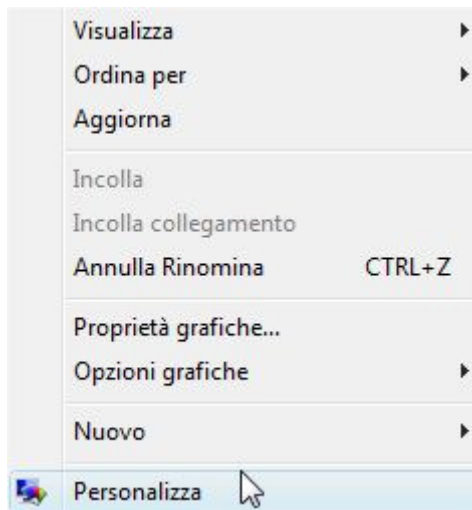 Visualizza
Ordina per
Aggiorna
Incolla
Incolla collegamento
Annulla Rinomina CTRL+Z
Proprietà grafiche...
Opzioni grafiche
Nuovo
Personalizza